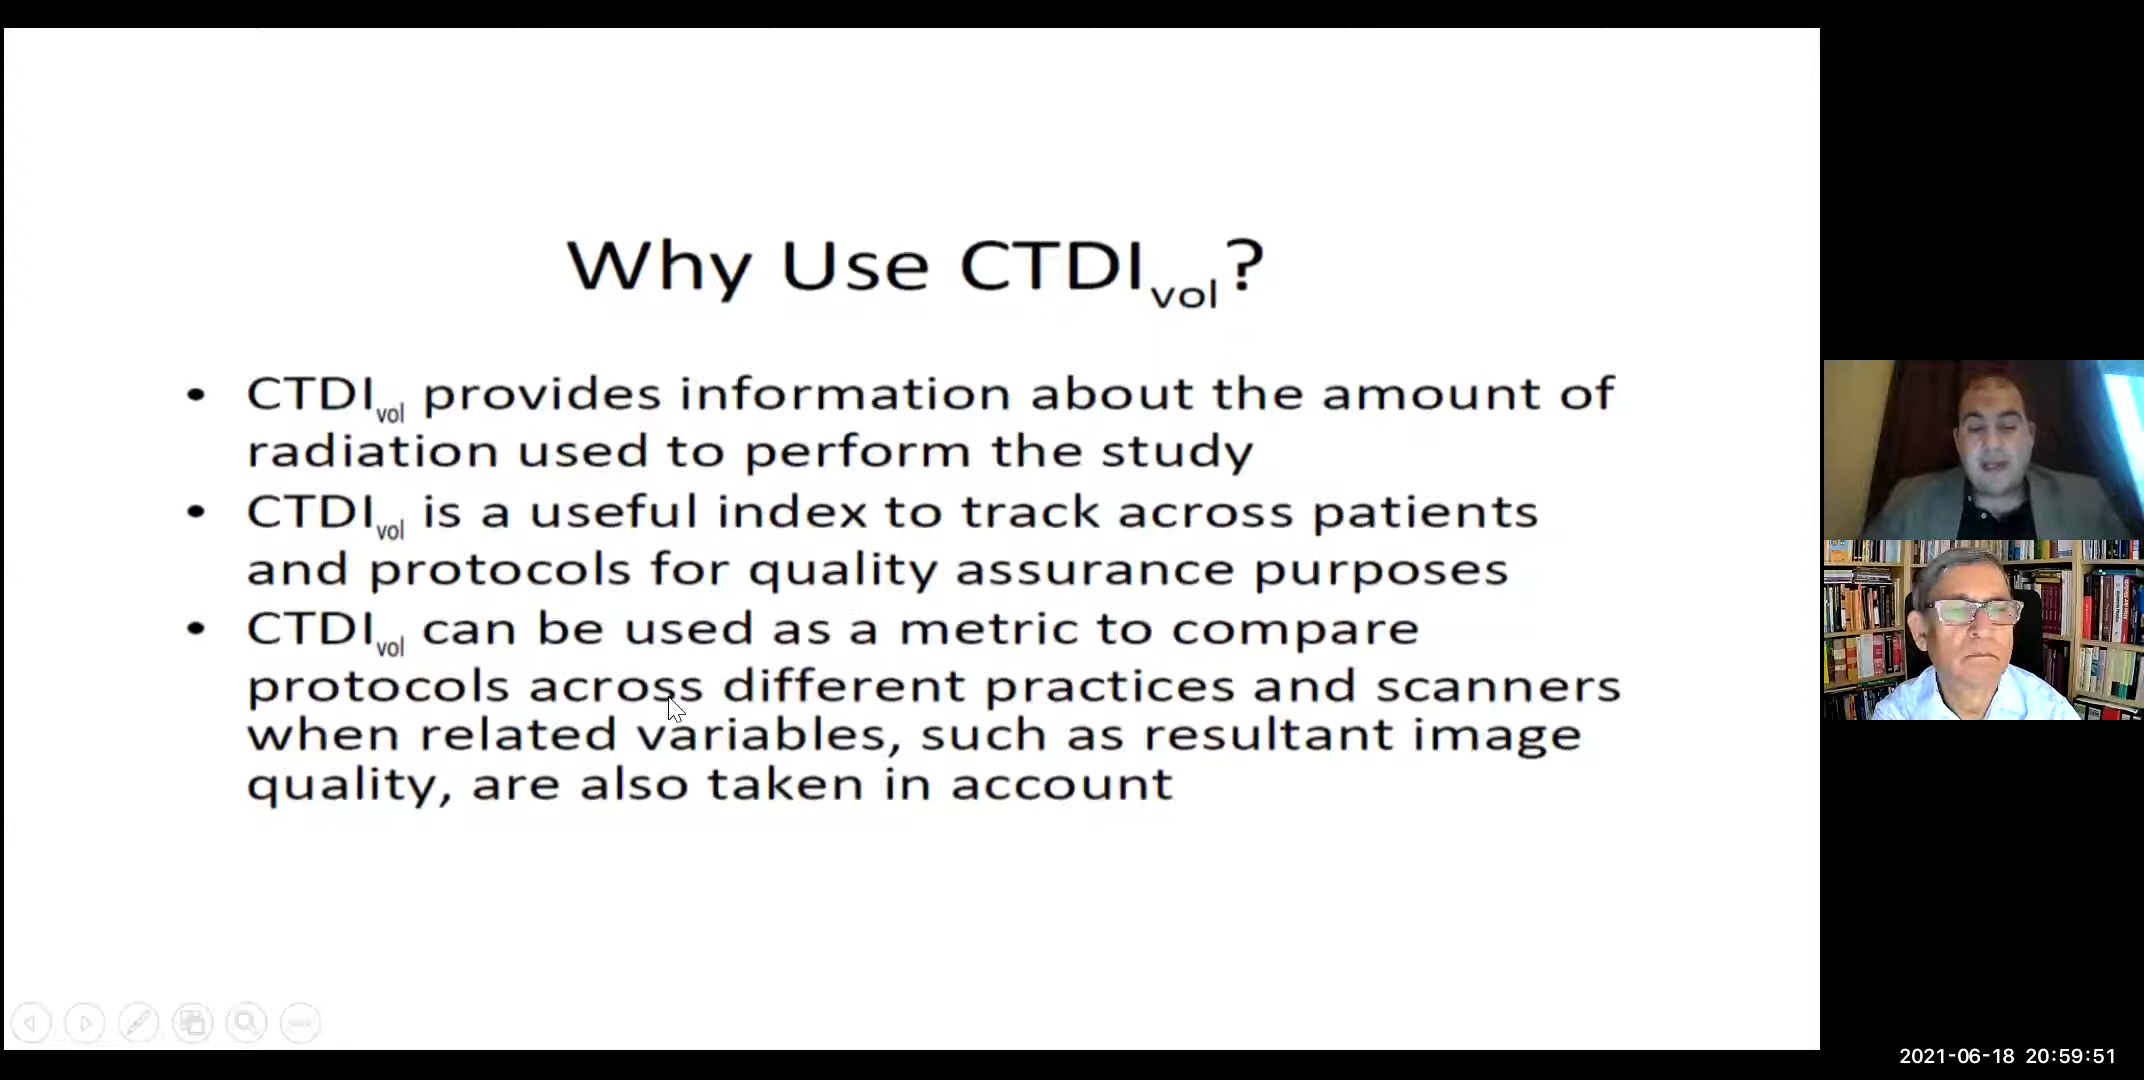 Why Use CTDIvol?
• CTDIvol provides information about the amount of
radiation used to perform the study
• CTDIvol is a useful index to track across patients
and protocols for quality assurance purposes
• CTDIvol can be used as a metric to compare
protocols across different practices and scanners
when related variables, such as resultant image
quality, are also taken in account
2021-06-18 20:59:51